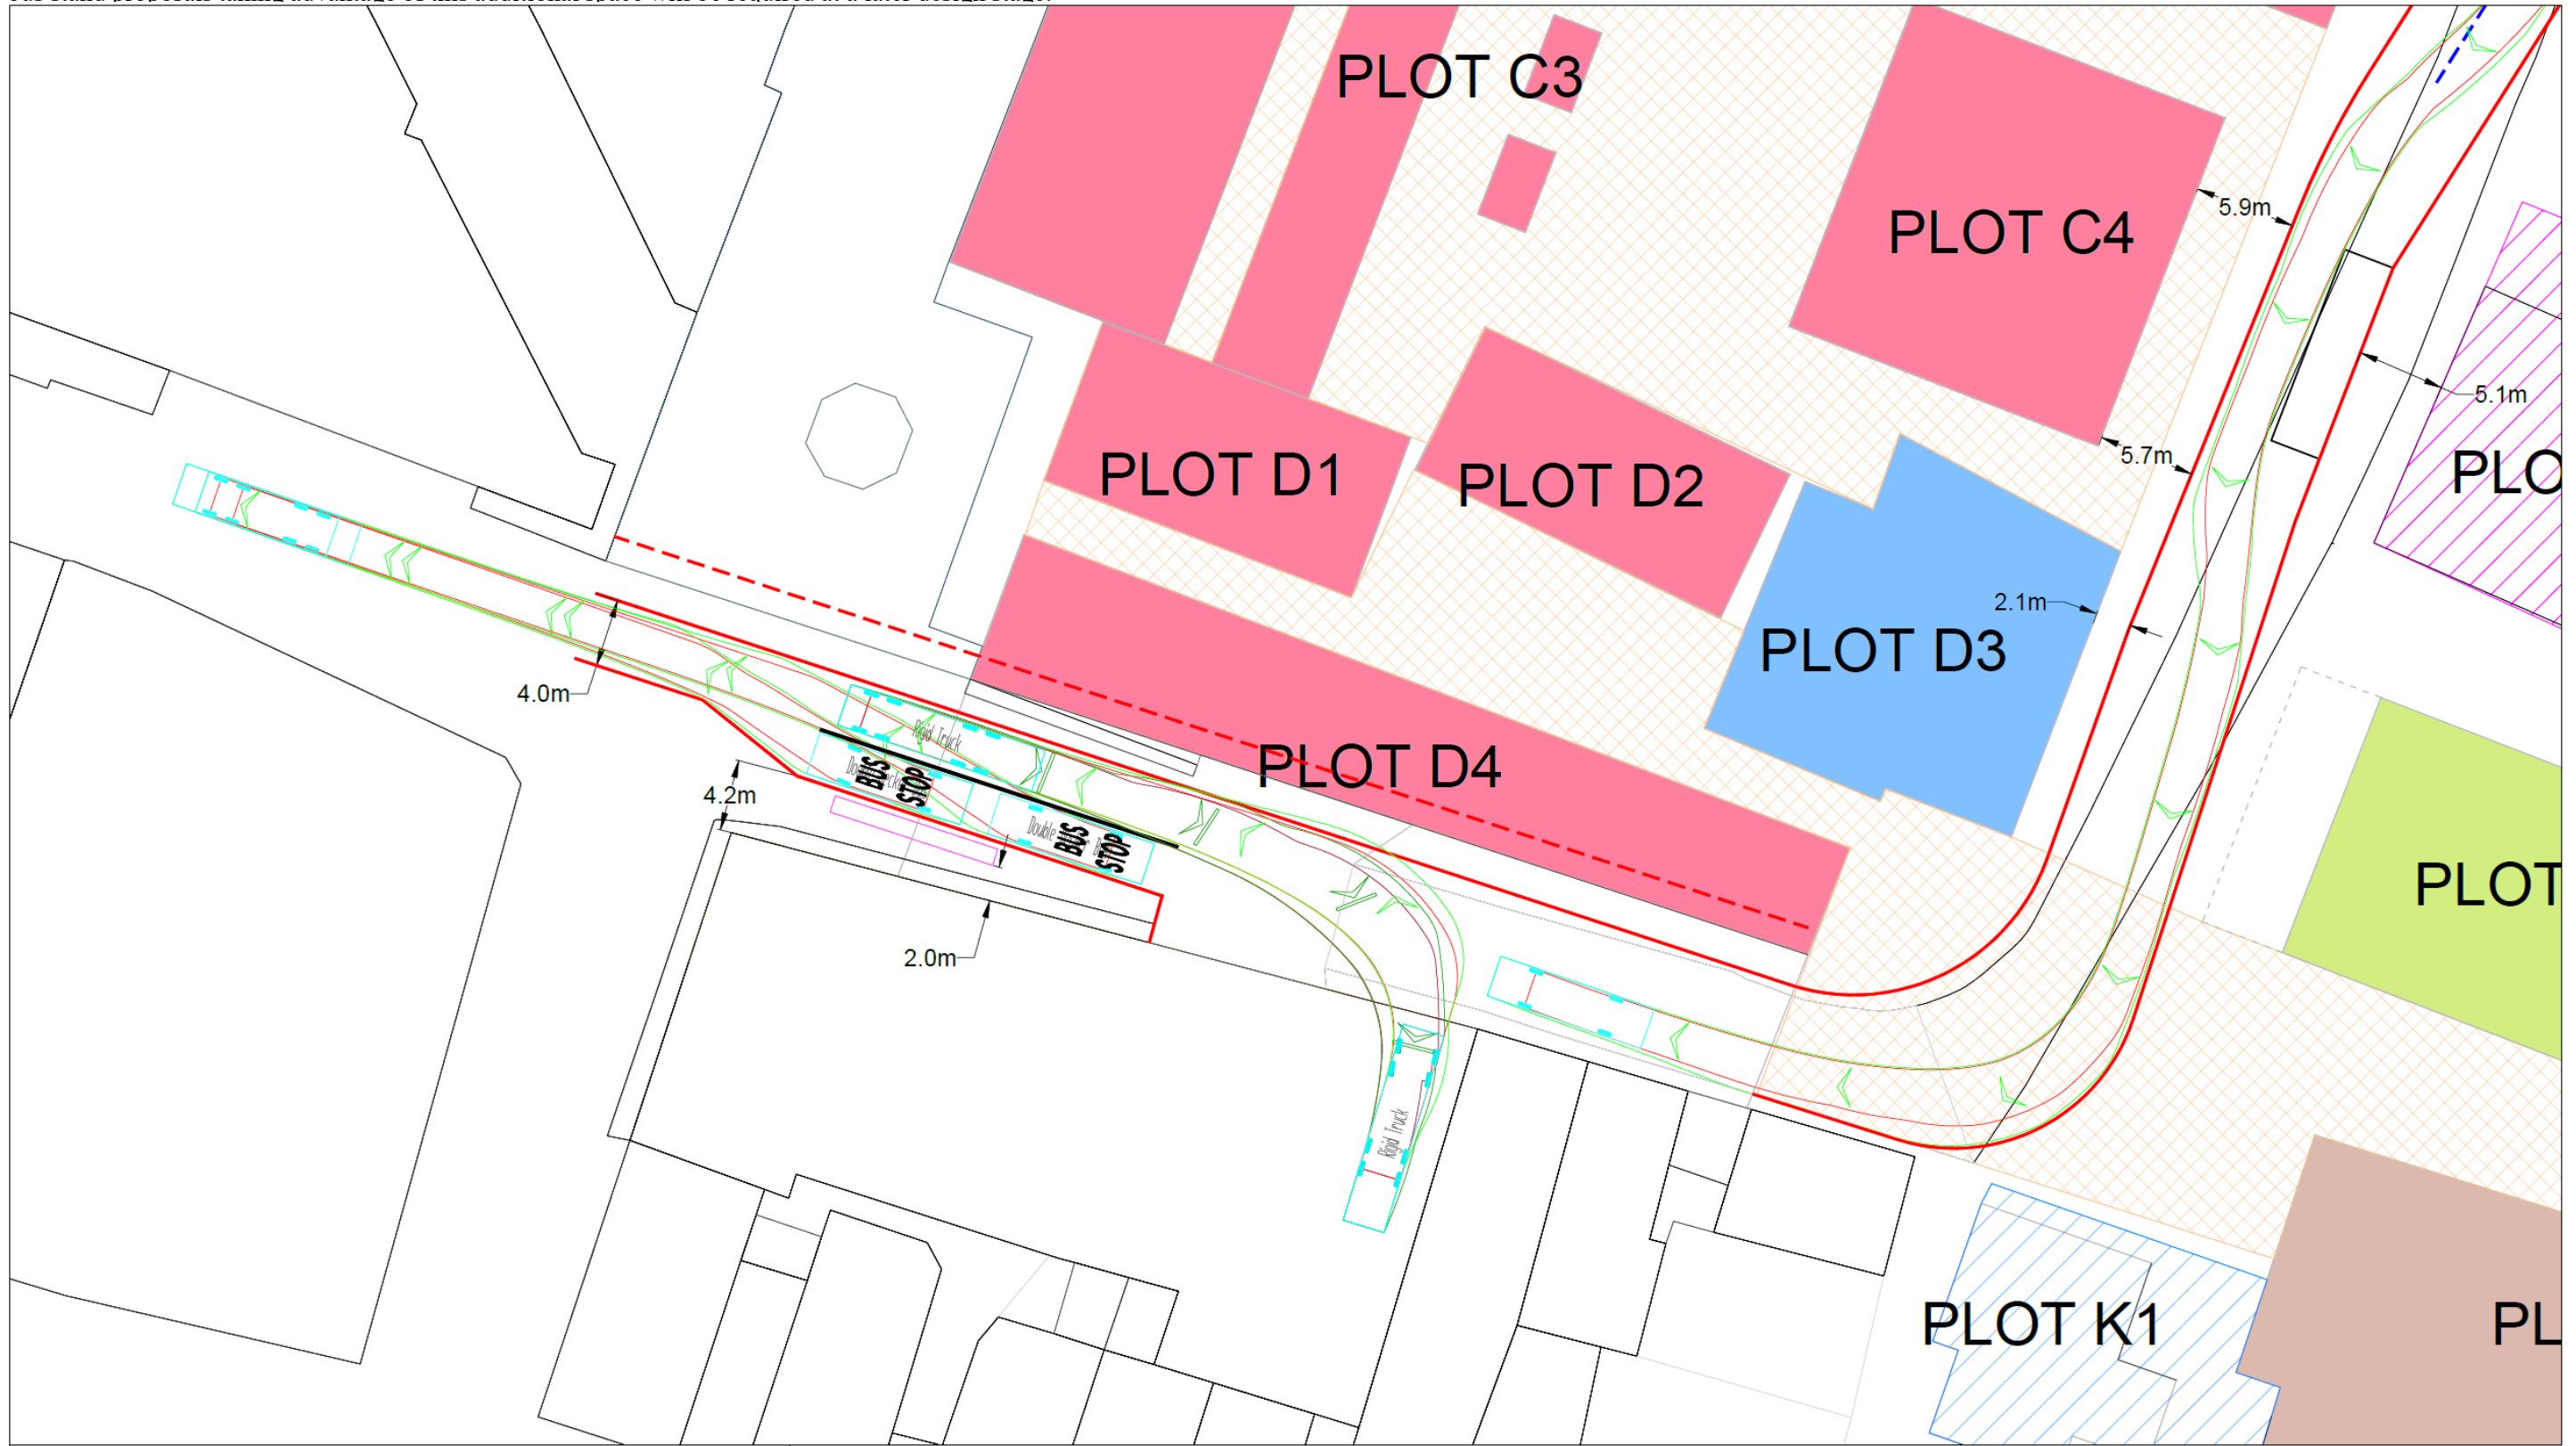 PLOT C3
PLOT C4
5.9m
5.1m
5.7m
PLO
PLOT D1
PLOT D2
2.1m
PLOT D3
4.0m
Rigid Truck
PLOT D4
BUS
STOP
4.2m
Double
BUS
STOP
PLOT
2.0m
Rigid Truck
PLOT K1
PL